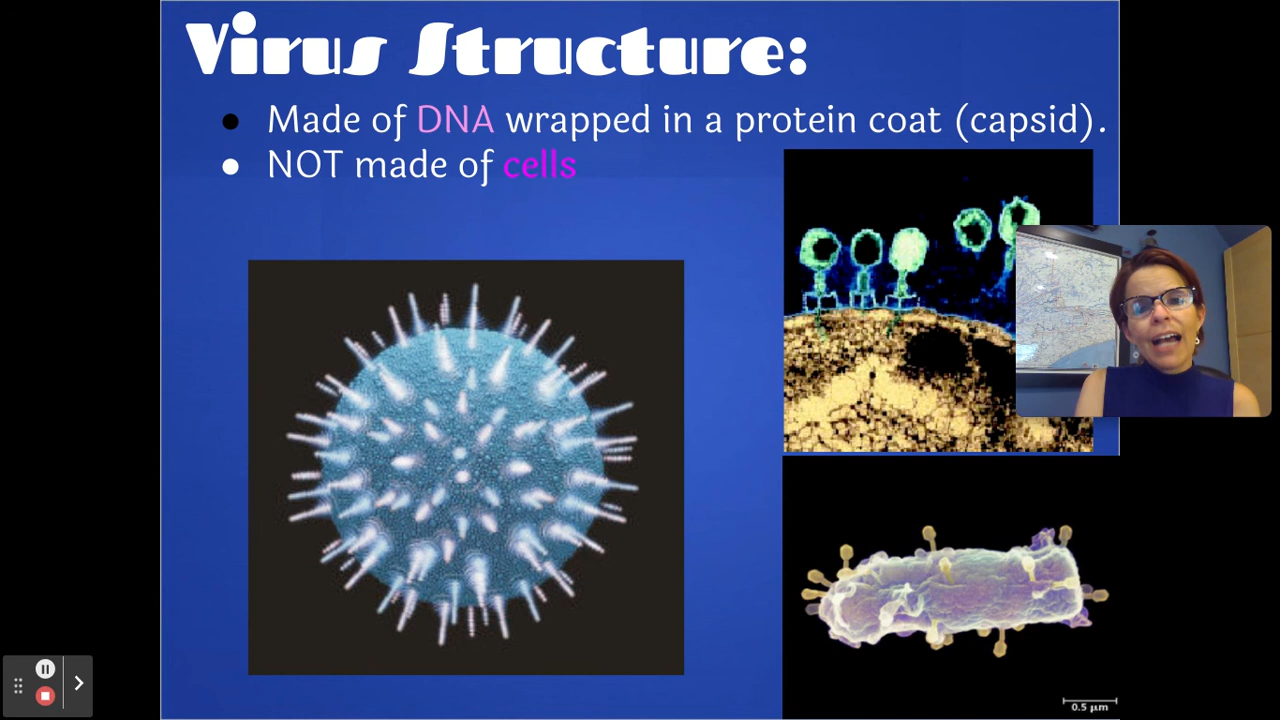 Virus Structure:
Made of DNA wrapped in a protein coat (capsid).
NOT made of cells
0.5 µm